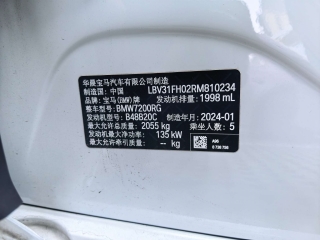 华晨宝马汽车有限公司制造
制造国：中国 LBV31FH02RM810234
品牌：宝马(BMW)牌 发动机排量：1998 mL
整车型号：BMW7200RG
发动机型号：B48B20C 制造年月：2024-01
最大允许总质量：2055 kg 乘坐人数：5
发动机最大净功率：135 kW
最大允许牵引质量：-- kg